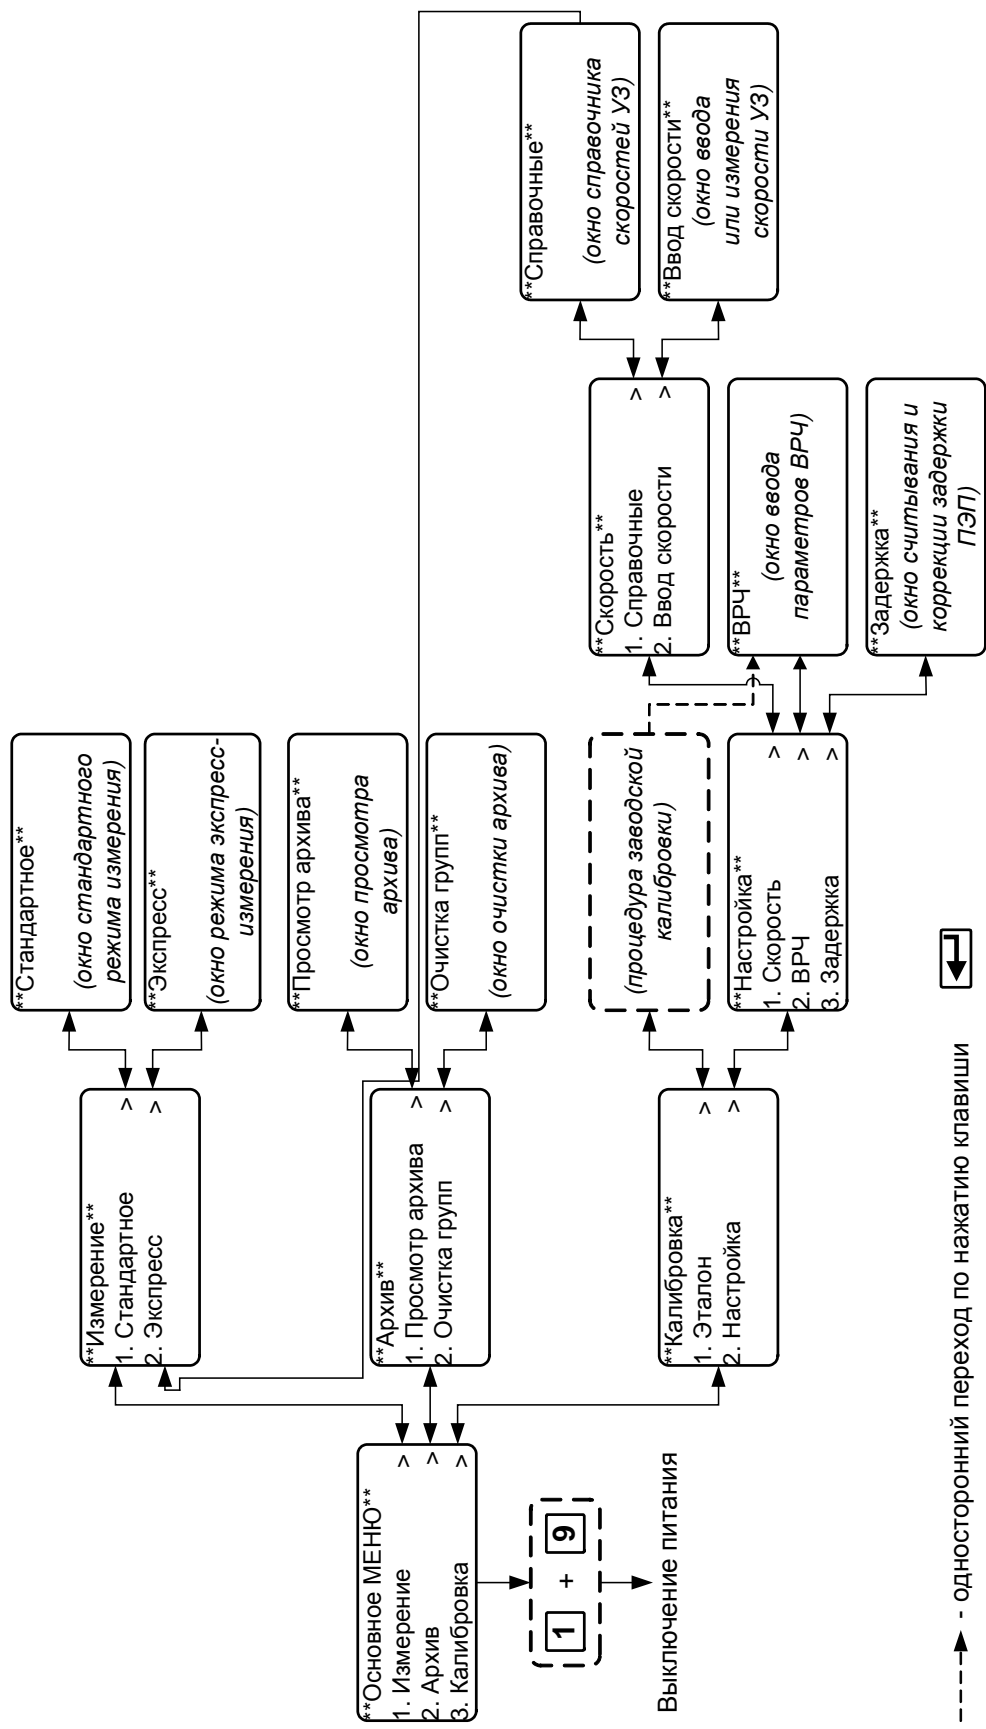 **Основное МЕНЮ**
1. Измерение
>
2. Архив
>
3. Калибровка
>
1 + 9
Выключение питания
**Измерение**
1. Стандартное
>
2. Экспресс
>
**Архив**
1. Просмотр архива
>
2. Очистка групп
>
**Калибровка**
1. Эталон
>
2. Настройка
>
**Стандартное**
(окно стандартного
режима измерения)
**Экспресс**
(окно режима экспресс-
измерения)
**Просмотр архива**
(окно просмотра
архива)
**Очистка групп**
(окно очистки архива)
(процедура заводской
калибровки)
**Настройка**
1. Скорость
>
2. ВРЧ
>
3. Задержка
>
**Скорость**
1. Справочные
>
2. Ввод скорости
>
**ВРЧ**
(окно ввода
параметров ВРЧ)
**Задержка**
(окно считывания и
коррекции задержки
ПЭП)
**Справочные**
(окно справочника
скоростей УЗ)
**Ввод скорости**
(окно ввода
или измерения
скорости УЗ)
- односторонний переход по нажатию клавиши